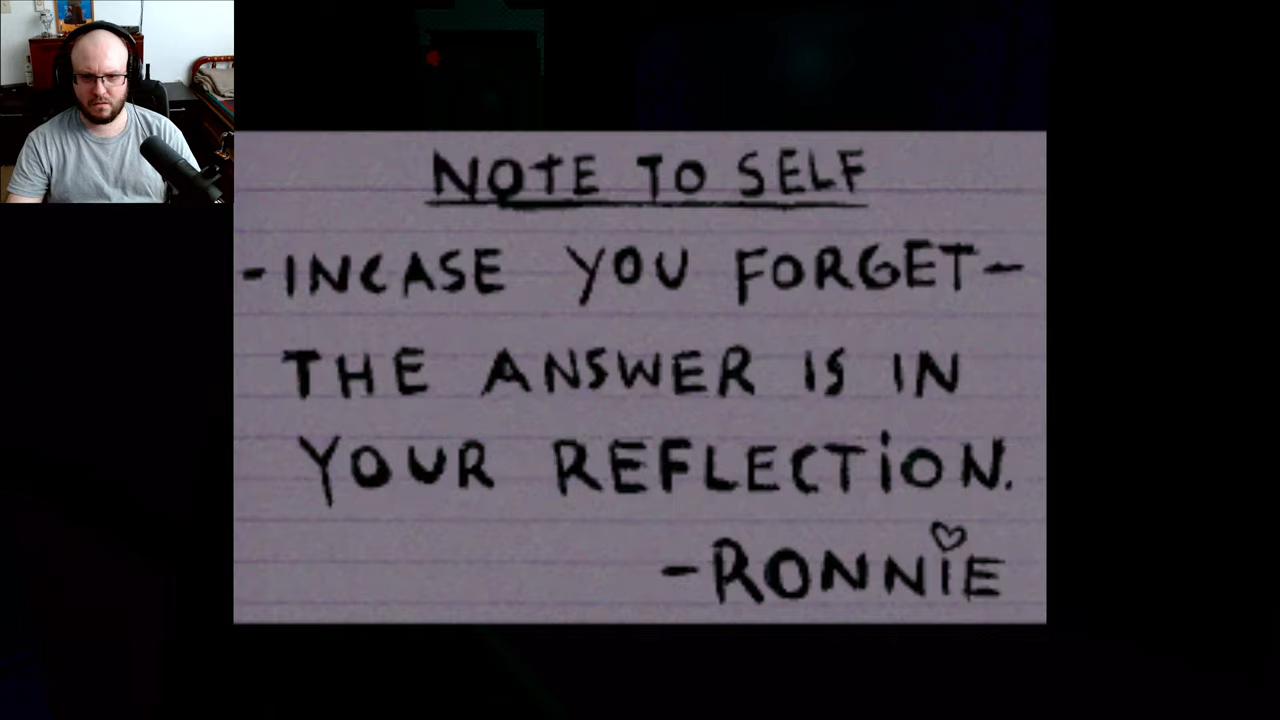 NOTE TO SELF
-INCASE YOU FORGET-
THE ANSWER IS IN
YOUR REFLECTION.
-RONNIE